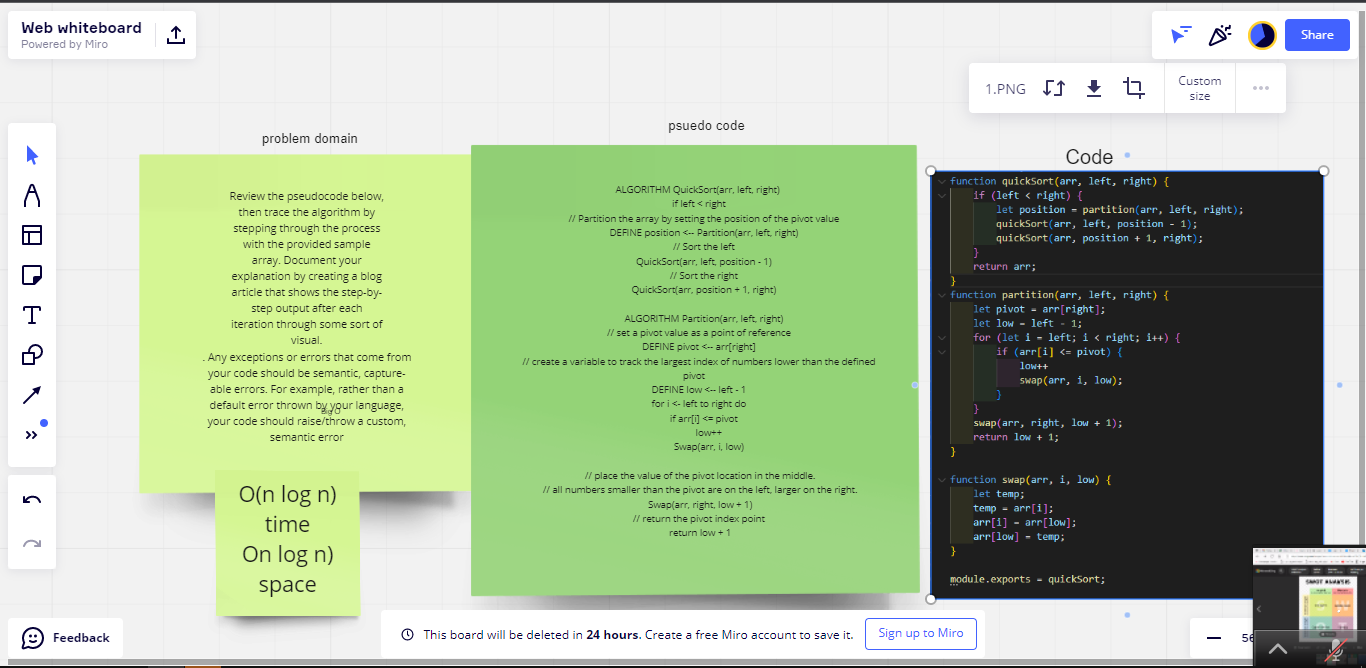 Web whiteboard
Powered by Miro
Share
1.PNG
Custom
size
problem domain
psuedo code
Code
Review the pseudocode below,
then trace the algorithm by
stepping through the process
with the provided sample
array. Document your
explanation by creating a blog
article that shows the step-by-
step output after each
iteration through some sort of
visual.
. Any exceptions or errors that come from
your code should be semantic, capture-
able errors. For example, rather than a
default error thrown by your language,
your code should raise/throw a custom,
semantic error
Big O
O(n log n)
time
On log n)
space
ALGORITHM QuickSort(arr, left, right)
if left < right
// Partition the array by setting the position of the pivot value
DEFINE position <-- Partition(arr, left, right)
// Sort the left
QuickSort(arr, left, position - 1)
// Sort the right
QuickSort(arr, position + 1, right)
ALGORITHM Partition(arr, left, right)
// set a pivot value as a point of reference
DEFINE pivot <-- arr[right]
// create a variable to track the largest index of numbers lower than the defined
pivot
DEFINE low <-- left - 1
for i <- left to right do
if arr[i] <= pivot
low++
Swap(arr, i, low)
// place the value of the pivot location in the middle.
// all numbers smaller than the pivot are on the left, larger on the right.
Swap(arr, right, low + 1)
// return the pivot index point
return low + 1
function quickSort(arr, left, right) {
if (left < right) {
let position = partition(arr, left, right);
quickSort(arr, left, position - 1);
quickSort(arr, position + 1, right);
}
return arr;
}
function partition(arr, left, right) {
let pivot = arr[right];
let low = left - 1;
for (let i = left; i < right; i++) {
if (arr[i] <= pivot) {
low++
swap(arr, i, low);
}
}
swap(arr, right, low + 1);
return low + 1;
}
function swap(arr, i, low) {
let temp;
temp = arr[i];
arr[i] = arr[low];
arr[low] = temp;
}
module.exports = quickSort;
Feedback
This board will be deleted in 24 hours. Create a free Miro account to save it.
Sign up to Miro
SWOT ANALYSIS